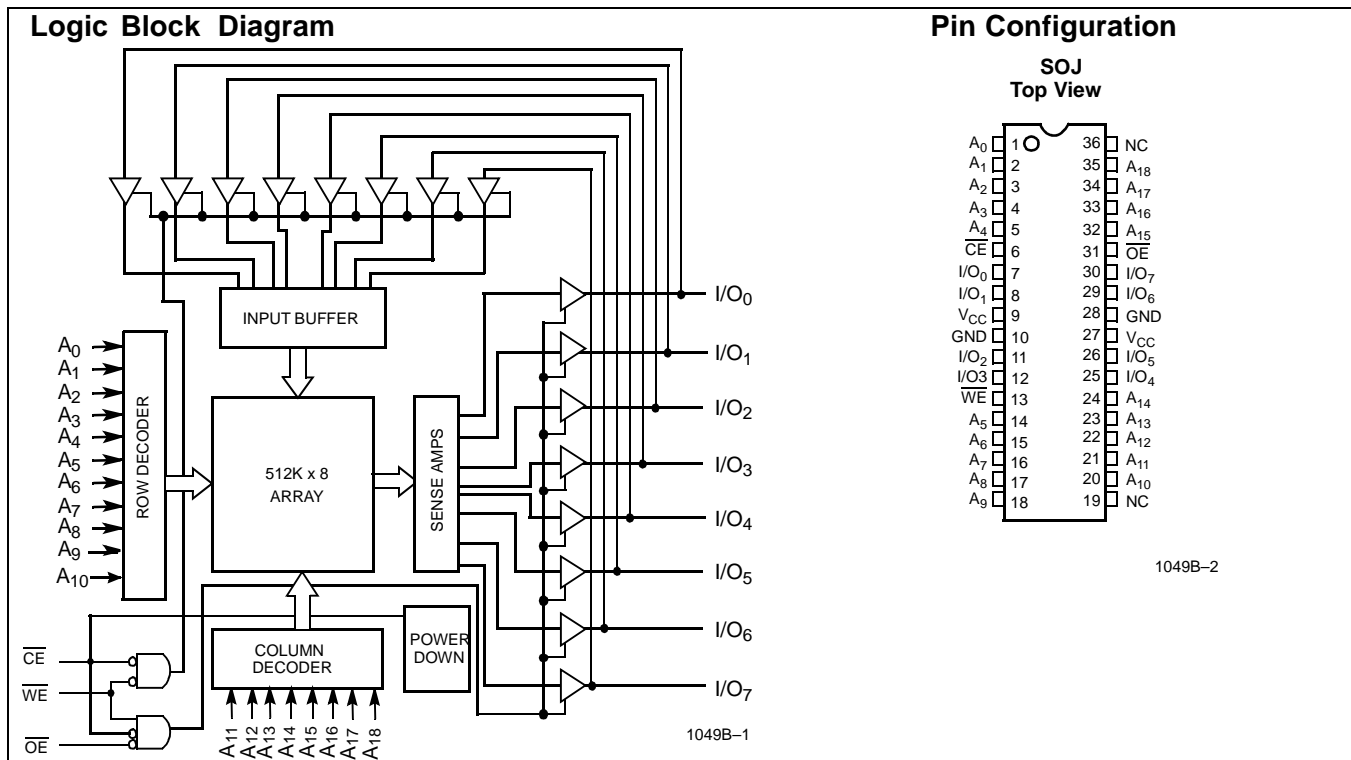 Logic Block Diagram
INPUT BUFFER
A0
A1
A2
A3
A4
A5
A6
A7
A8
A9
A10
ROW DECODER
512K x 8
ARRAY
SENSE AMPS
I/O0
I/O1
I/O2
I/O3
I/O4
I/O5
I/O6
I/O7
COLUMN
DECODER
POWER
DOWN
CE
WE
OE
A11 A12 A13 A14 A15 A16 A17 A18
1049B–1
Pin Configuration
SOJ
Top View
A0 1 36 NC
A1 2 35 A18
A2 3 34 A17
A3 4 33 A16
A4 5 32 A15
CE 6 31 OE
I/O0 7 30 I/O7
I/O1 8 29 I/O6
VCC 9 28 GND
GND 10 27 VCC
I/O2 11 26 I/O5
I/O3 12 25 I/O4
WE 13 24 A14
A5 14 23 A13
A6 15 22 A12
A7 16 21 A11
A8 17 20 A10
A9 18 19 NC
1049B–2